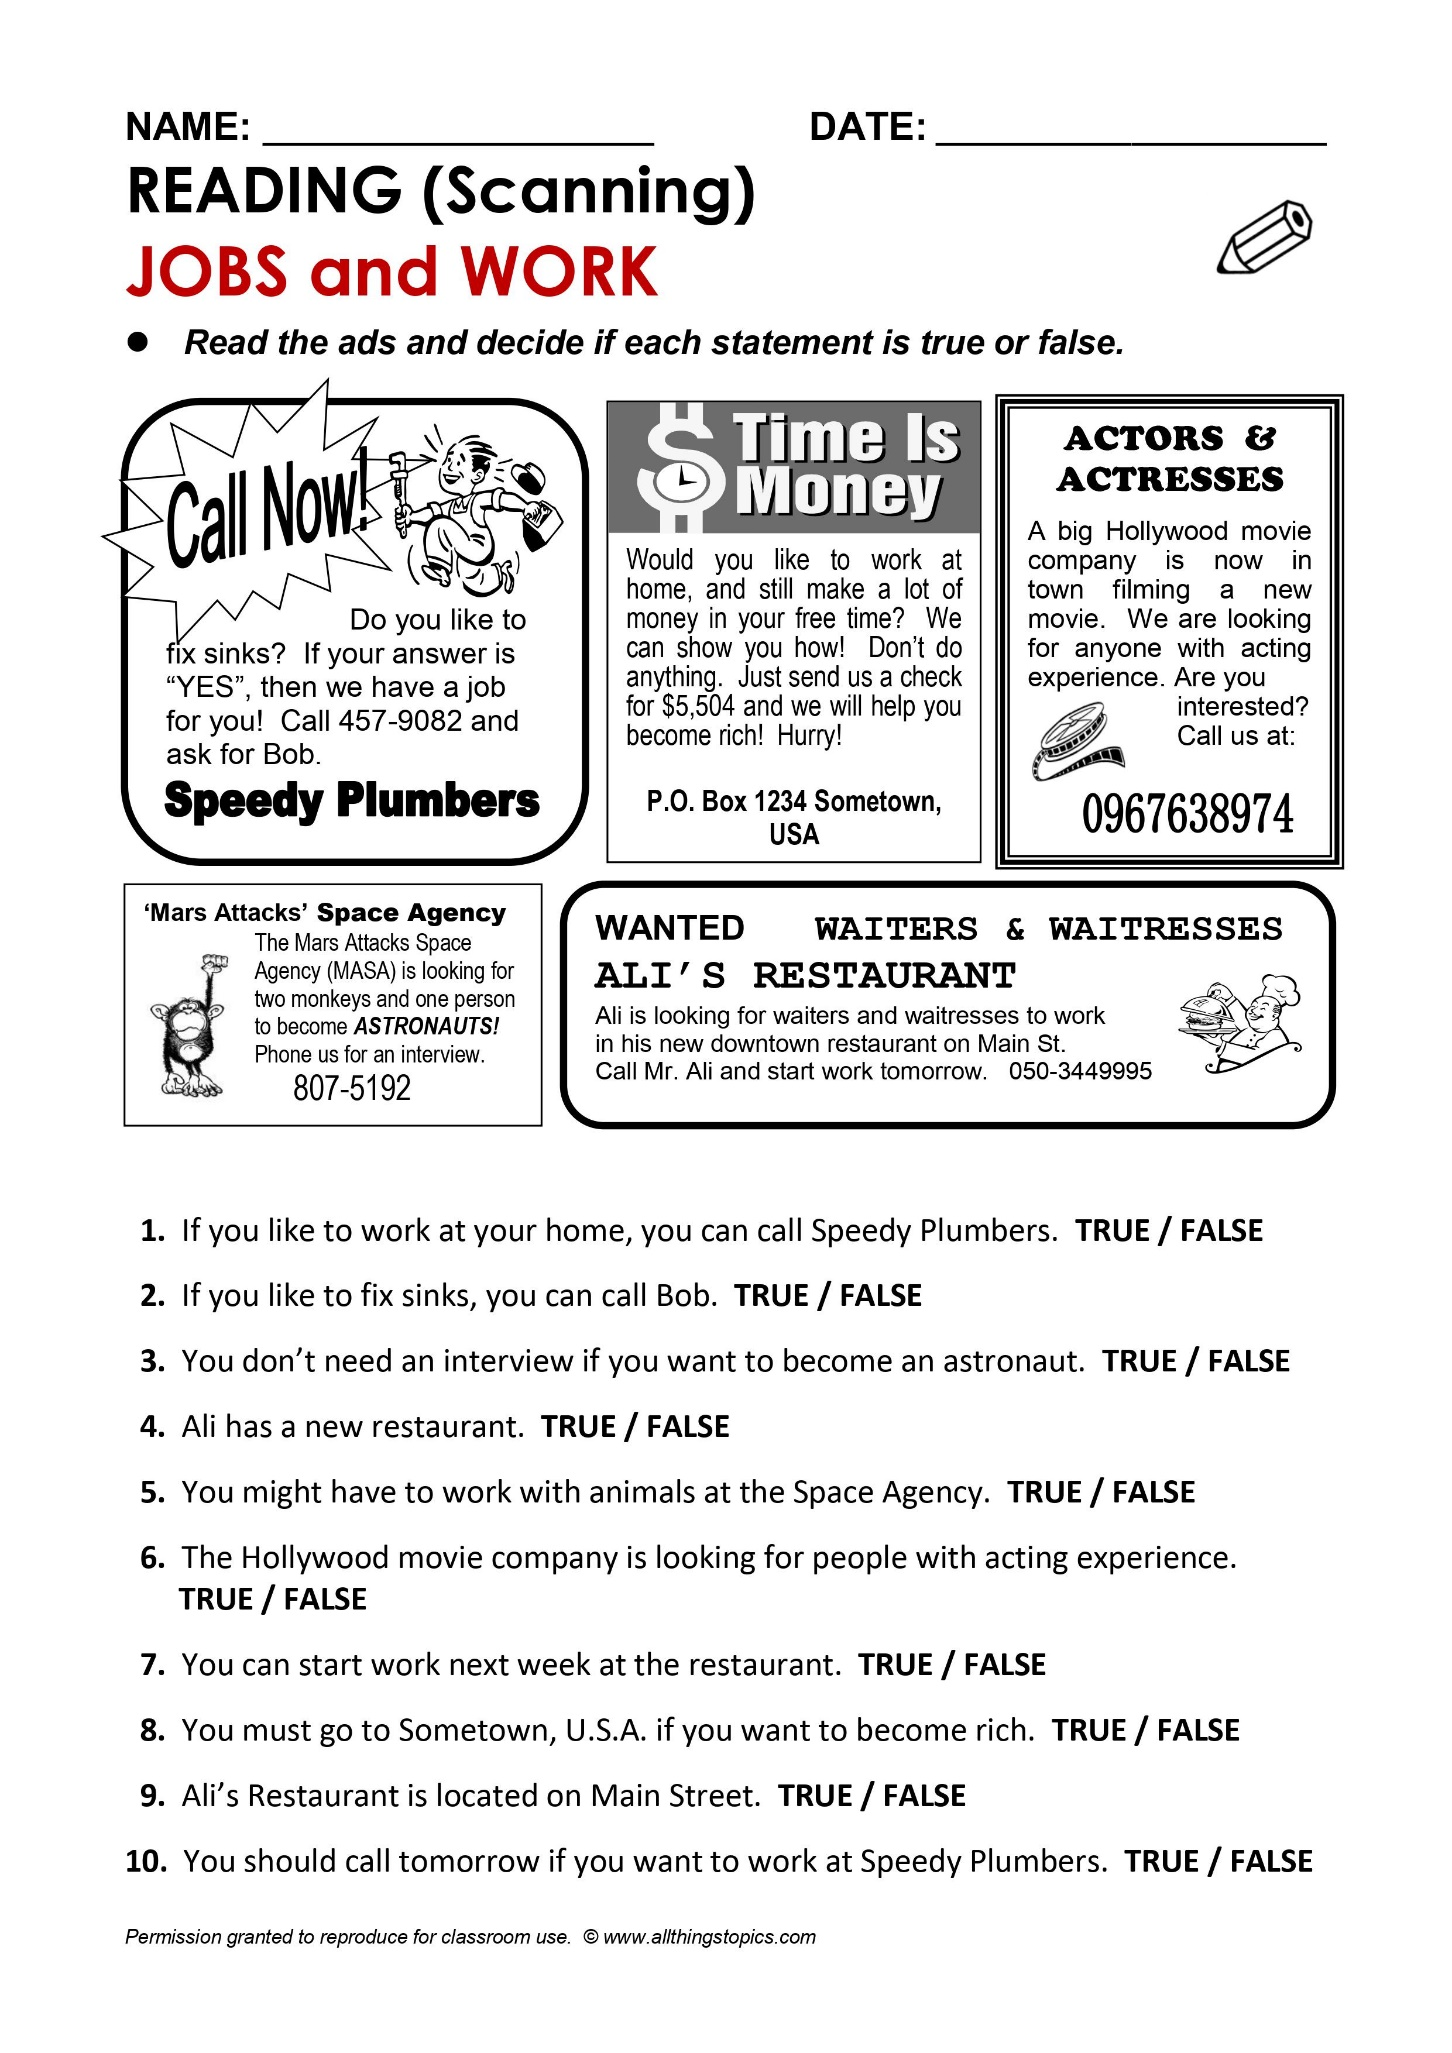 NAME: __________________ DATE: __________________
READING (Scanning)
JOBS and WORK
● Read the ads and decide if each statement is true or false.
Call Now!
Do you like to
fix sinks? If your answer is
“YES”, then we have a job
for you! Call 457-9082 and
ask for Bob.
Speedy Plumbers
Time Is
Money
Would you like to work at
home, and still make a lot of
money in your free time? We
can show you how! Don’t do
anything. Just send us a check
for $5,504 and we will help you
become rich! Hurry!
P.O. Box 1234 Sometown,
USA
ACTORS &
ACTRESSES
A big Hollywood movie
company is now in
town filming a new
movie. We are looking
for anyone with acting
experience. Are you
interested?
Call us at:
0967638974
‘Mars Attacks’ Space Agency
The Mars Attacks Space
Agency (MASA) is looking for
two monkeys and one person
to become ASTRONAUTS!
Phone us for an interview.
807-5192
WANTED WAITERS & WAITRESSES
ALI’S RESTAURANT
Ali is looking for waiters and waitresses to work
in his new downtown restaurant on Main St.
Call Mr. Ali and start work tomorrow. 050-3449995
1. If you like to work at your home, you can call Speedy Plumbers. TRUE / FALSE
2. If you like to fix sinks, you can call Bob. TRUE / FALSE
3. You don’t need an interview if you want to become an astronaut. TRUE / FALSE
4. Ali has a new restaurant. TRUE / FALSE
5. You might have to work with animals at the Space Agency. TRUE / FALSE
6. The Hollywood movie company is looking for people with acting experience.
TRUE / FALSE
7. You can start work next week at the restaurant. TRUE / FALSE
8. You must go to Sometown, U.S.A. if you want to become rich. TRUE / FALSE
9. Ali’s Restaurant is located on Main Street. TRUE / FALSE
10. You should call tomorrow if you want to work at Speedy Plumbers. TRUE / FALSE
Permission granted to reproduce for classroom use. © www.allthingstopics.com